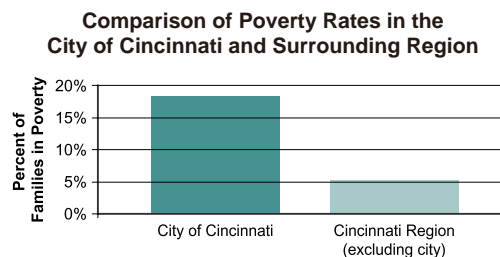 Comparison of Poverty Rates in the
City of Cincinnati and Surrounding Region
Percent of
Families in Poverty
20%
15%
10%
5%
0%
City of Cincinnati
Cincinnati Region
(excluding city)